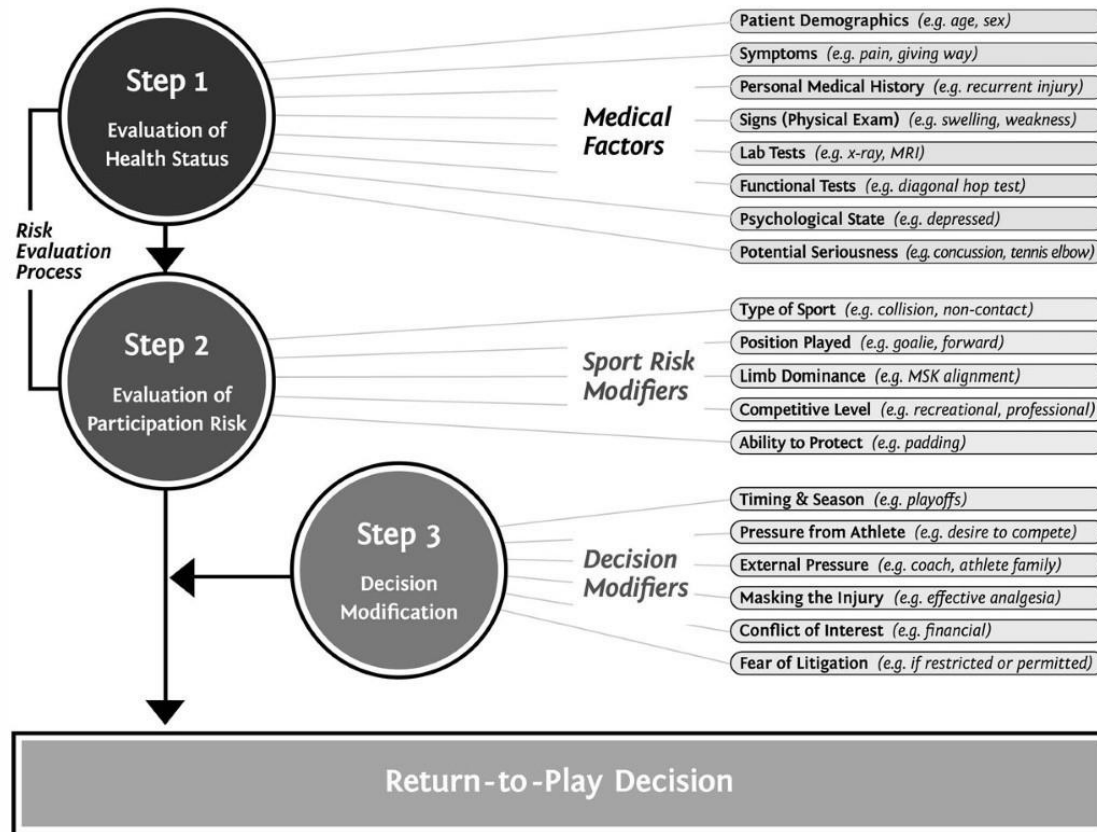 Step 1
Evaluation of
Health Status
Risk
Evaluation
Process
Medical
Factors
Patient Demographics (e.g. age, sex)
Symptoms (e.g. pain, giving way)
Personal Medical History (e.g. recurrent injury)
Signs (Physical Exam) (e.g. swelling, weakness)
Lab Tests (e.g. x-ray, MRI)
Functional Tests (e.g. diagonal hop test)
Psychological State (e.g. depressed)
Potential Seriousness (e.g. concussion, tennis elbow)
Step 2
Evaluation of
Participation Risk
Sport Risk
Modifiers
Type of Sport (e.g. collision, non-contact)
Position Played (e.g. goalie, forward)
Limb Dominance (e.g. MSK alignment)
Competitive Level (e.g. recreational, professional)
Ability to Protect (e.g. padding)
Step 3
Decision
Modification
Decision
Modifiers
Timing & Season (e.g. playoffs)
Pressure from Athlete (e.g. desire to compete)
External Pressure (e.g. coach, athlete family)
Masking the Injury (e.g. effective analgesia)
Conflict of Interest (e.g. financial)
Fear of Litigation (e.g. if restricted or permitted)
Return-to-Play Decision